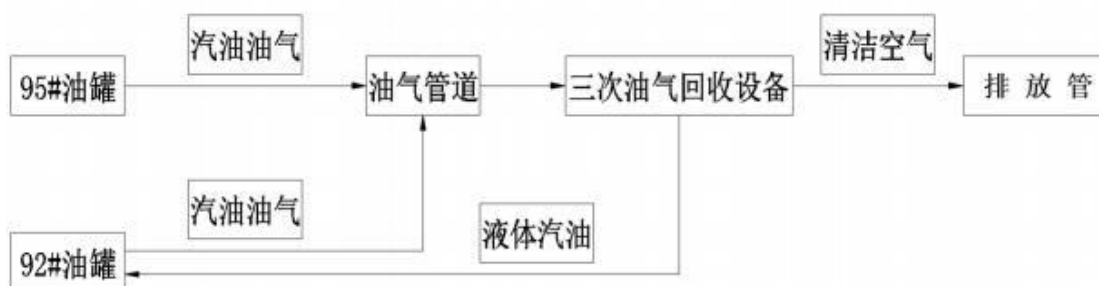 汽油油气
清洁空气
95#油罐
油气管道
三次油气回收设备
排放管
汽油油气
液体汽油
92#油罐